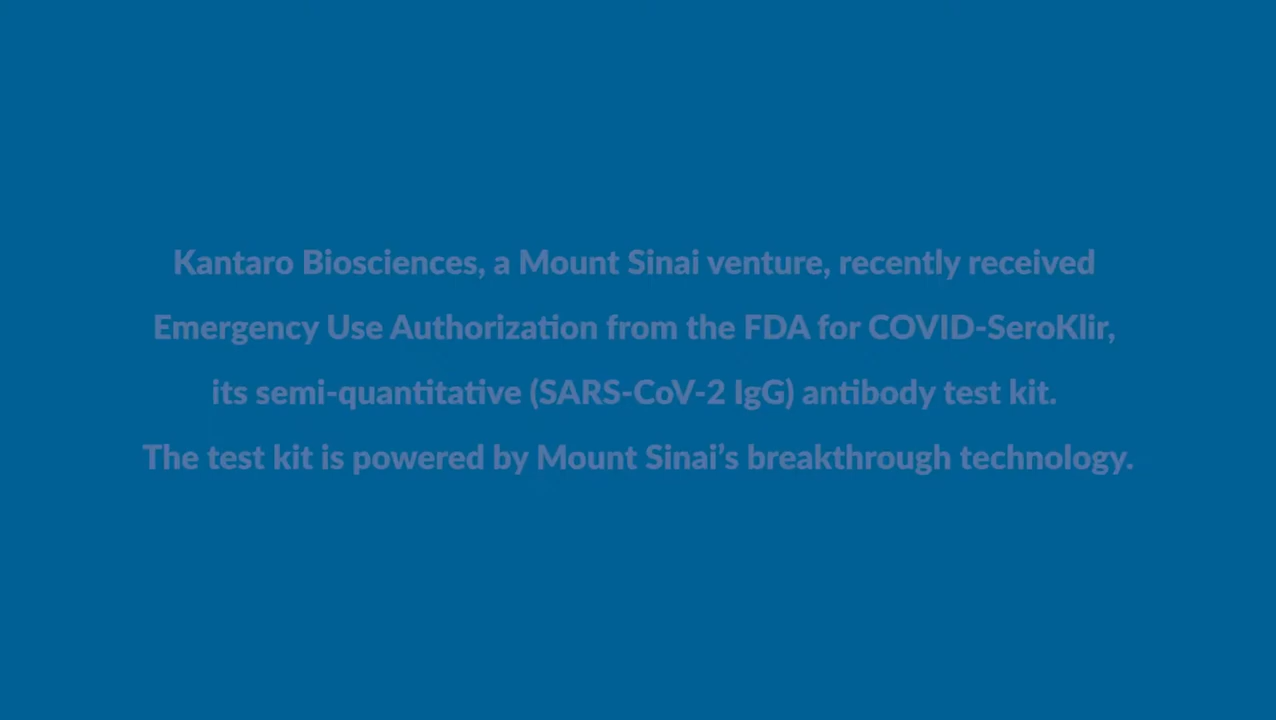 Kantaro Biosciences, a Mount Sinai venture, recently received
Emergency Use Authorization from the FDA for COVID-SeroKlir,
its semi-quantitative (SARS-CoV-2 IgG) antibody test kit.
The test kit is powered by Mount Sinai’s breakthrough technology.